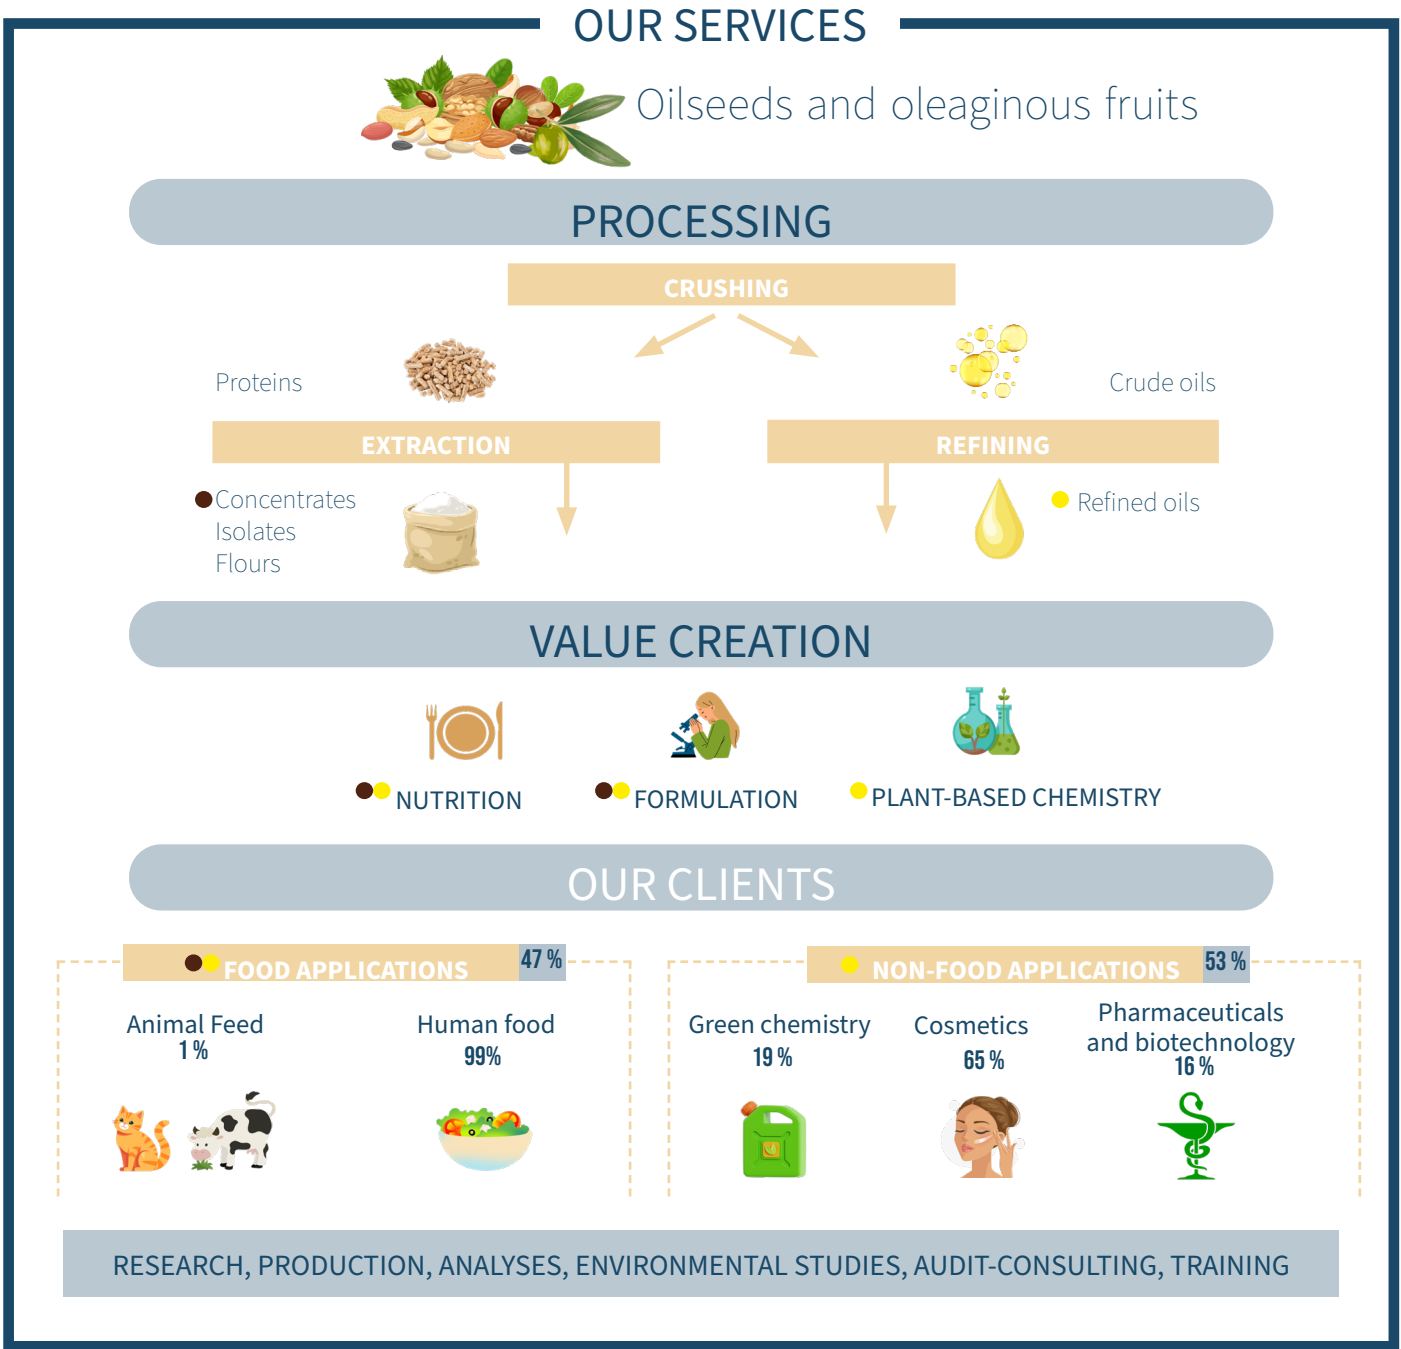 OUR SERVICES
Oilseeds and oleaginous fruits
PROCESSING
CRUSHING
Proteins
Crude oils
EXTRACTION
REFINING
Concentrates
Isolates
Flours
Refined oils
VALUE CREATION
NUTRITION
FORMULATION
PLANT-BASED CHEMISTRY
OUR CLIENTS
FOOD APPLICATIONS
47 %
Animal Feed
1 %
Human food
99%
NON-FOOD APPLICATIONS
53 %
Green chemistry
19 %
Cosmetics
65 %
Pharmaceuticals
and biotechnology
16 %
RESEARCH, PRODUCTION, ANALYSES, ENVIRONMENTAL STUDIES, AUDIT-CONSULTING, TRAINING